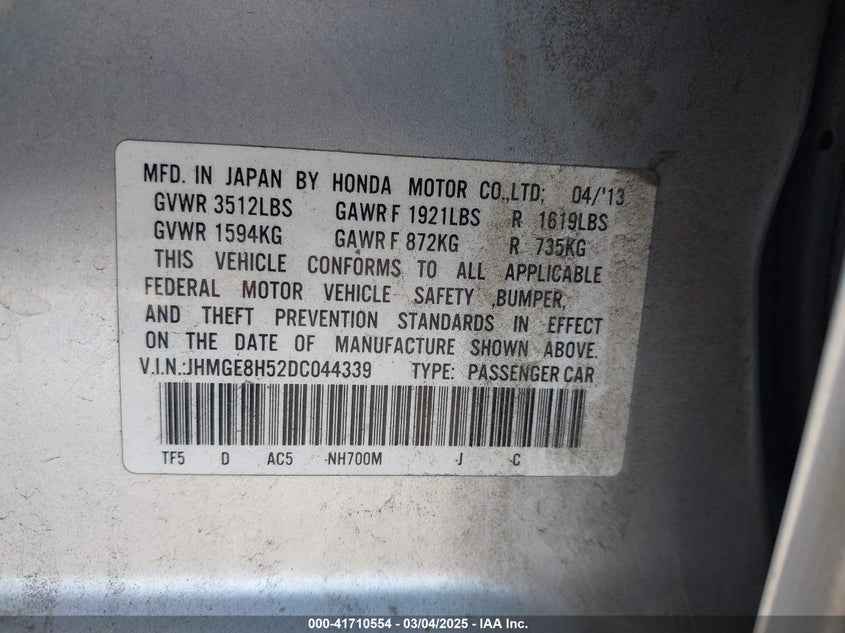 MFD. IN JAPAN BY HONDA MOTOR CO.,LTD; 04/'13
GVWR 3512LBS GAWR F 1921LBS R 1619LBS
GVWR 1594KG GAWR F 872KG R 735KG
THIS VEHICLE CONFORMS TO ALL APPLICABLE
FEDERAL MOTOR VEHICLE SAFETY ,BUMPER,
AND THEFT PREVENTION STANDARDS IN EFFECT
ON THE DATE OF MANUFACTURE SHOWN ABOVE.
V.I.N.:JHMGE8H52DC044339 TYPE: PASSENGER CAR
TF5 D AC5 -NH700M -J -C
000-41710554 - 03/04/2025 - IAA Inc.